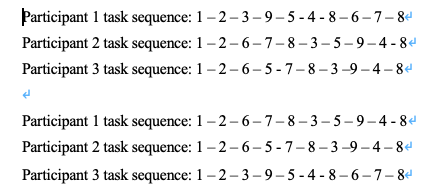 Participant 1 task sequence: 1 – 2 – 3 – 9 – 5 - 4 - 8 – 6 – 7 – 8
Participant 2 task sequence: 1 – 2 – 6 – 7 – 8 – 3 – 5 – 9 – 4 - 8
Participant 3 task sequence: 1 – 2 – 6 – 5 - 7 – 8 – 3 –9 – 4 – 8
Participant 1 task sequence: 1 – 2 – 6 – 7 – 8 – 3 – 5 – 9 – 4 - 8
Participant 2 task sequence: 1 – 2 – 6 – 5 - 7 – 8 – 3 –9 – 4 – 8
Participant 3 task sequence: 1 – 2 – 3 – 9 – 5 - 4 - 8 – 6 – 7 – 8